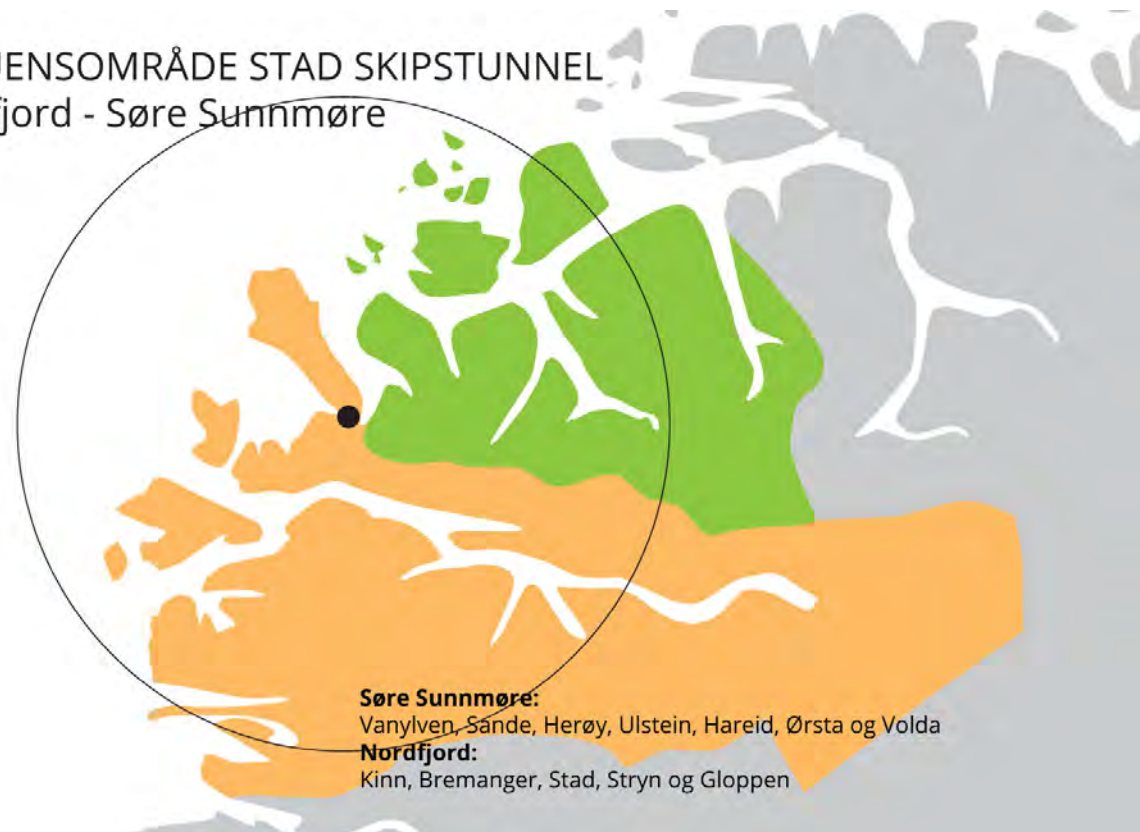 ENSOMRÅDE STAD SKIPSTUNNEL
fjord - Søre Sunnmøre
Søre Sunnmøre:
Vanylven, Sande, Herøy, Ulstein, Hareid, Ørsta og Volda
Nordfjord:
Kinn, Bremanger, Stad, Stryn og Gloppen